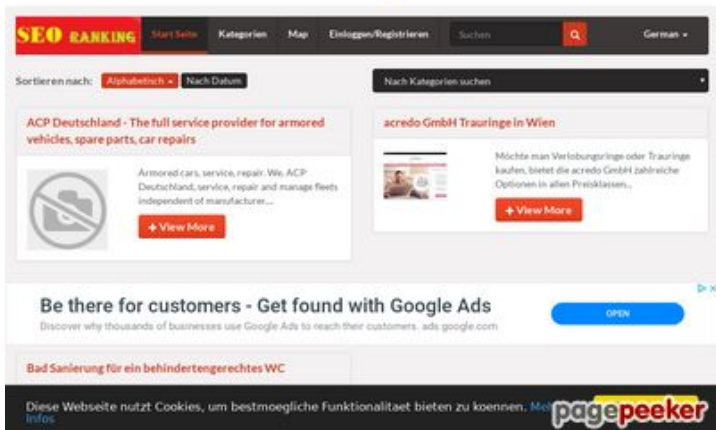 SEO RANKING
Start Seite
Kategorien
Map
Einloggen/Registrieren
Suchen
German
Sortieren nach: Alphabetisch Nach Datum
Nach Kategorien suchen
ACP Deutschland - The full service provider for armored
vehicles, spare parts, car repairs
Armored cars, service, repair. We, ACP
Deutschland, service, repair and manage fleets
independent of manufacturer....
+ View More
acredo GmbH Trauringe in Wien
Möchte man Verlobungsringe oder Trauringe
kaufen, bietet die acredo GmbH zahlreiche
Optionen in allen Preisklassen...
+ View More
Be there for customers - Get found with Google Ads
Discover why thousands of businesses use Google Ads to reach their customers. ads.google.com
OPEN
Bad Sanierung für ein behindertengerechtes WC
Diese Webseite nutzt Cookies, um bestmoegliche Funktionalitaet bieten zu koennen.
Infos
pagepeeker